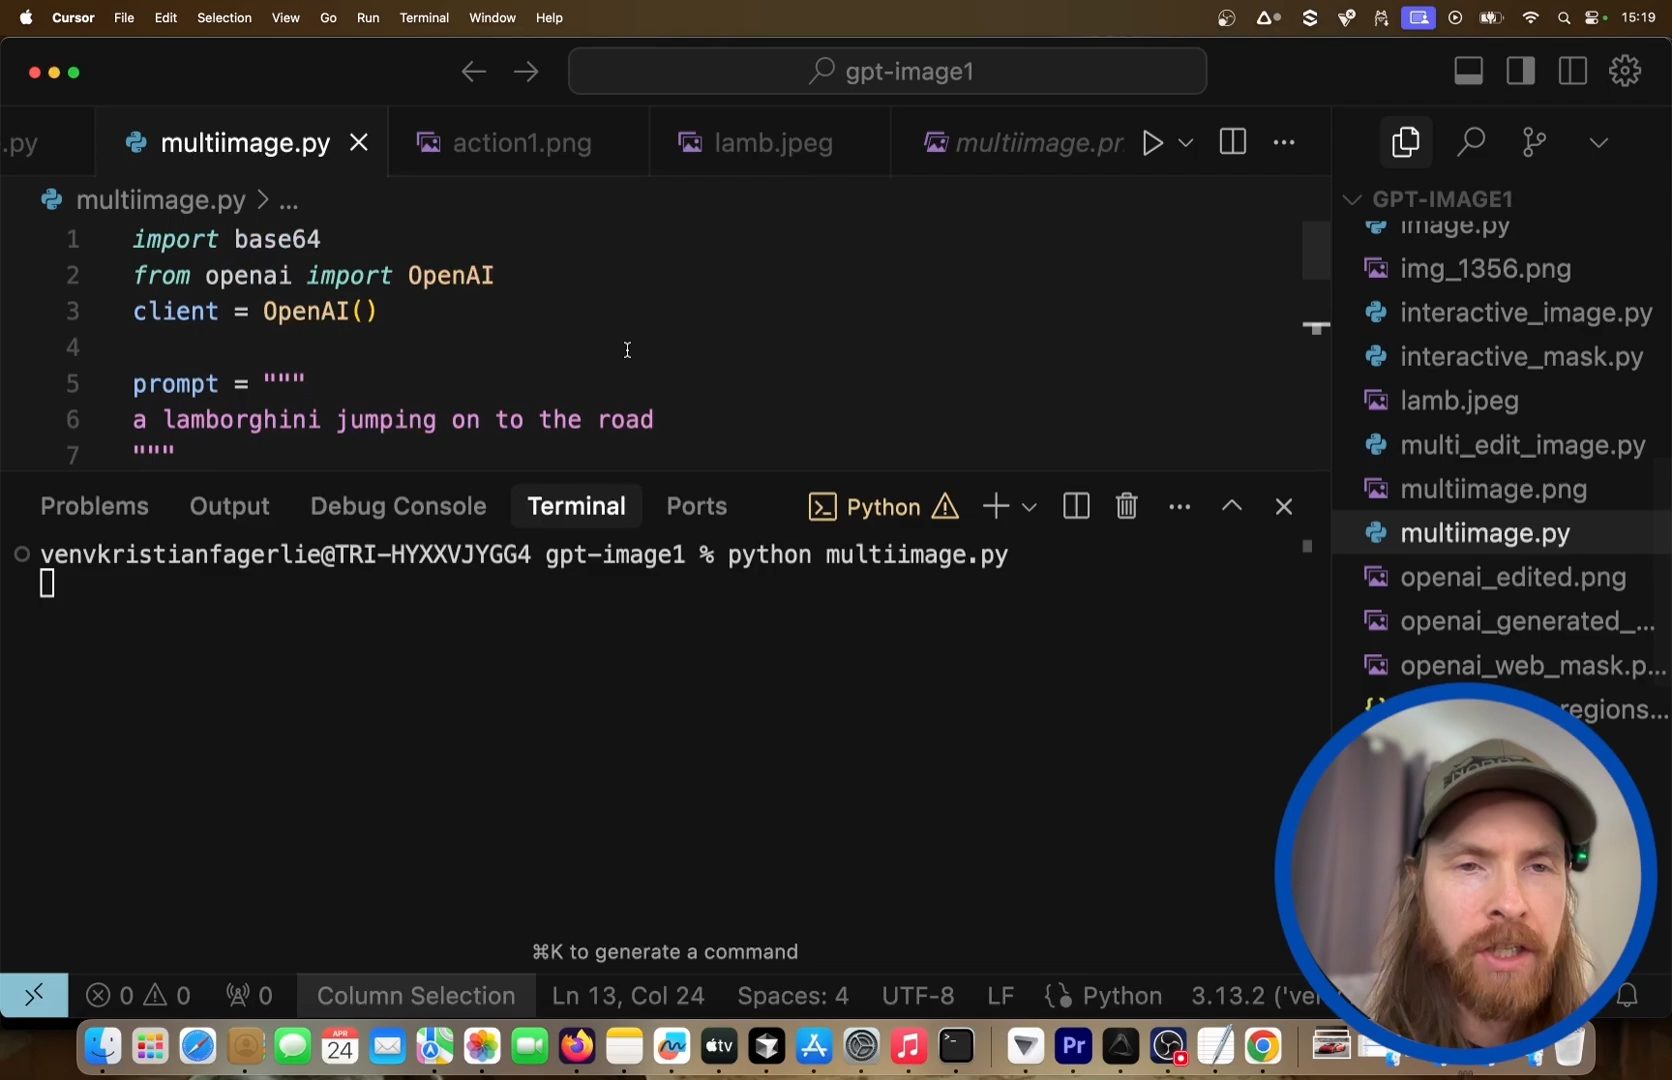 Cursor File Edit Selection View Go Run Terminal Window Help 15:19
gpt-image1
.py multiimage.py action1.png lamb.jpeg multiimage.pr
multiimage.py > ...
1 import base64
2 from openai import OpenAI
3 client = OpenAI()
4
5 prompt = """
6 a lamborghini jumping on to the road
7 """
Problems Output Debug Console Terminal Ports Python
venvkristianfagerlie@TRI-HYXXVJYGG4 gpt-image1 % python multiimage.py
⌘K to generate a command
GPT-IMAGE1
image.py
img_1356.png
interactive_image.py
interactive_mask.py
lamb.jpeg
multi_edit_image.py
multiimage.png
multiimage.py
openai_edited.png
openai_generated_...
openai_web_mask.p...
regions...
0 0 0 Column Selection Ln 13, Col 24 Spaces: 4 UTF-8 LF {} Python 3.13.2 ('ve
APR
24
tv
Pr